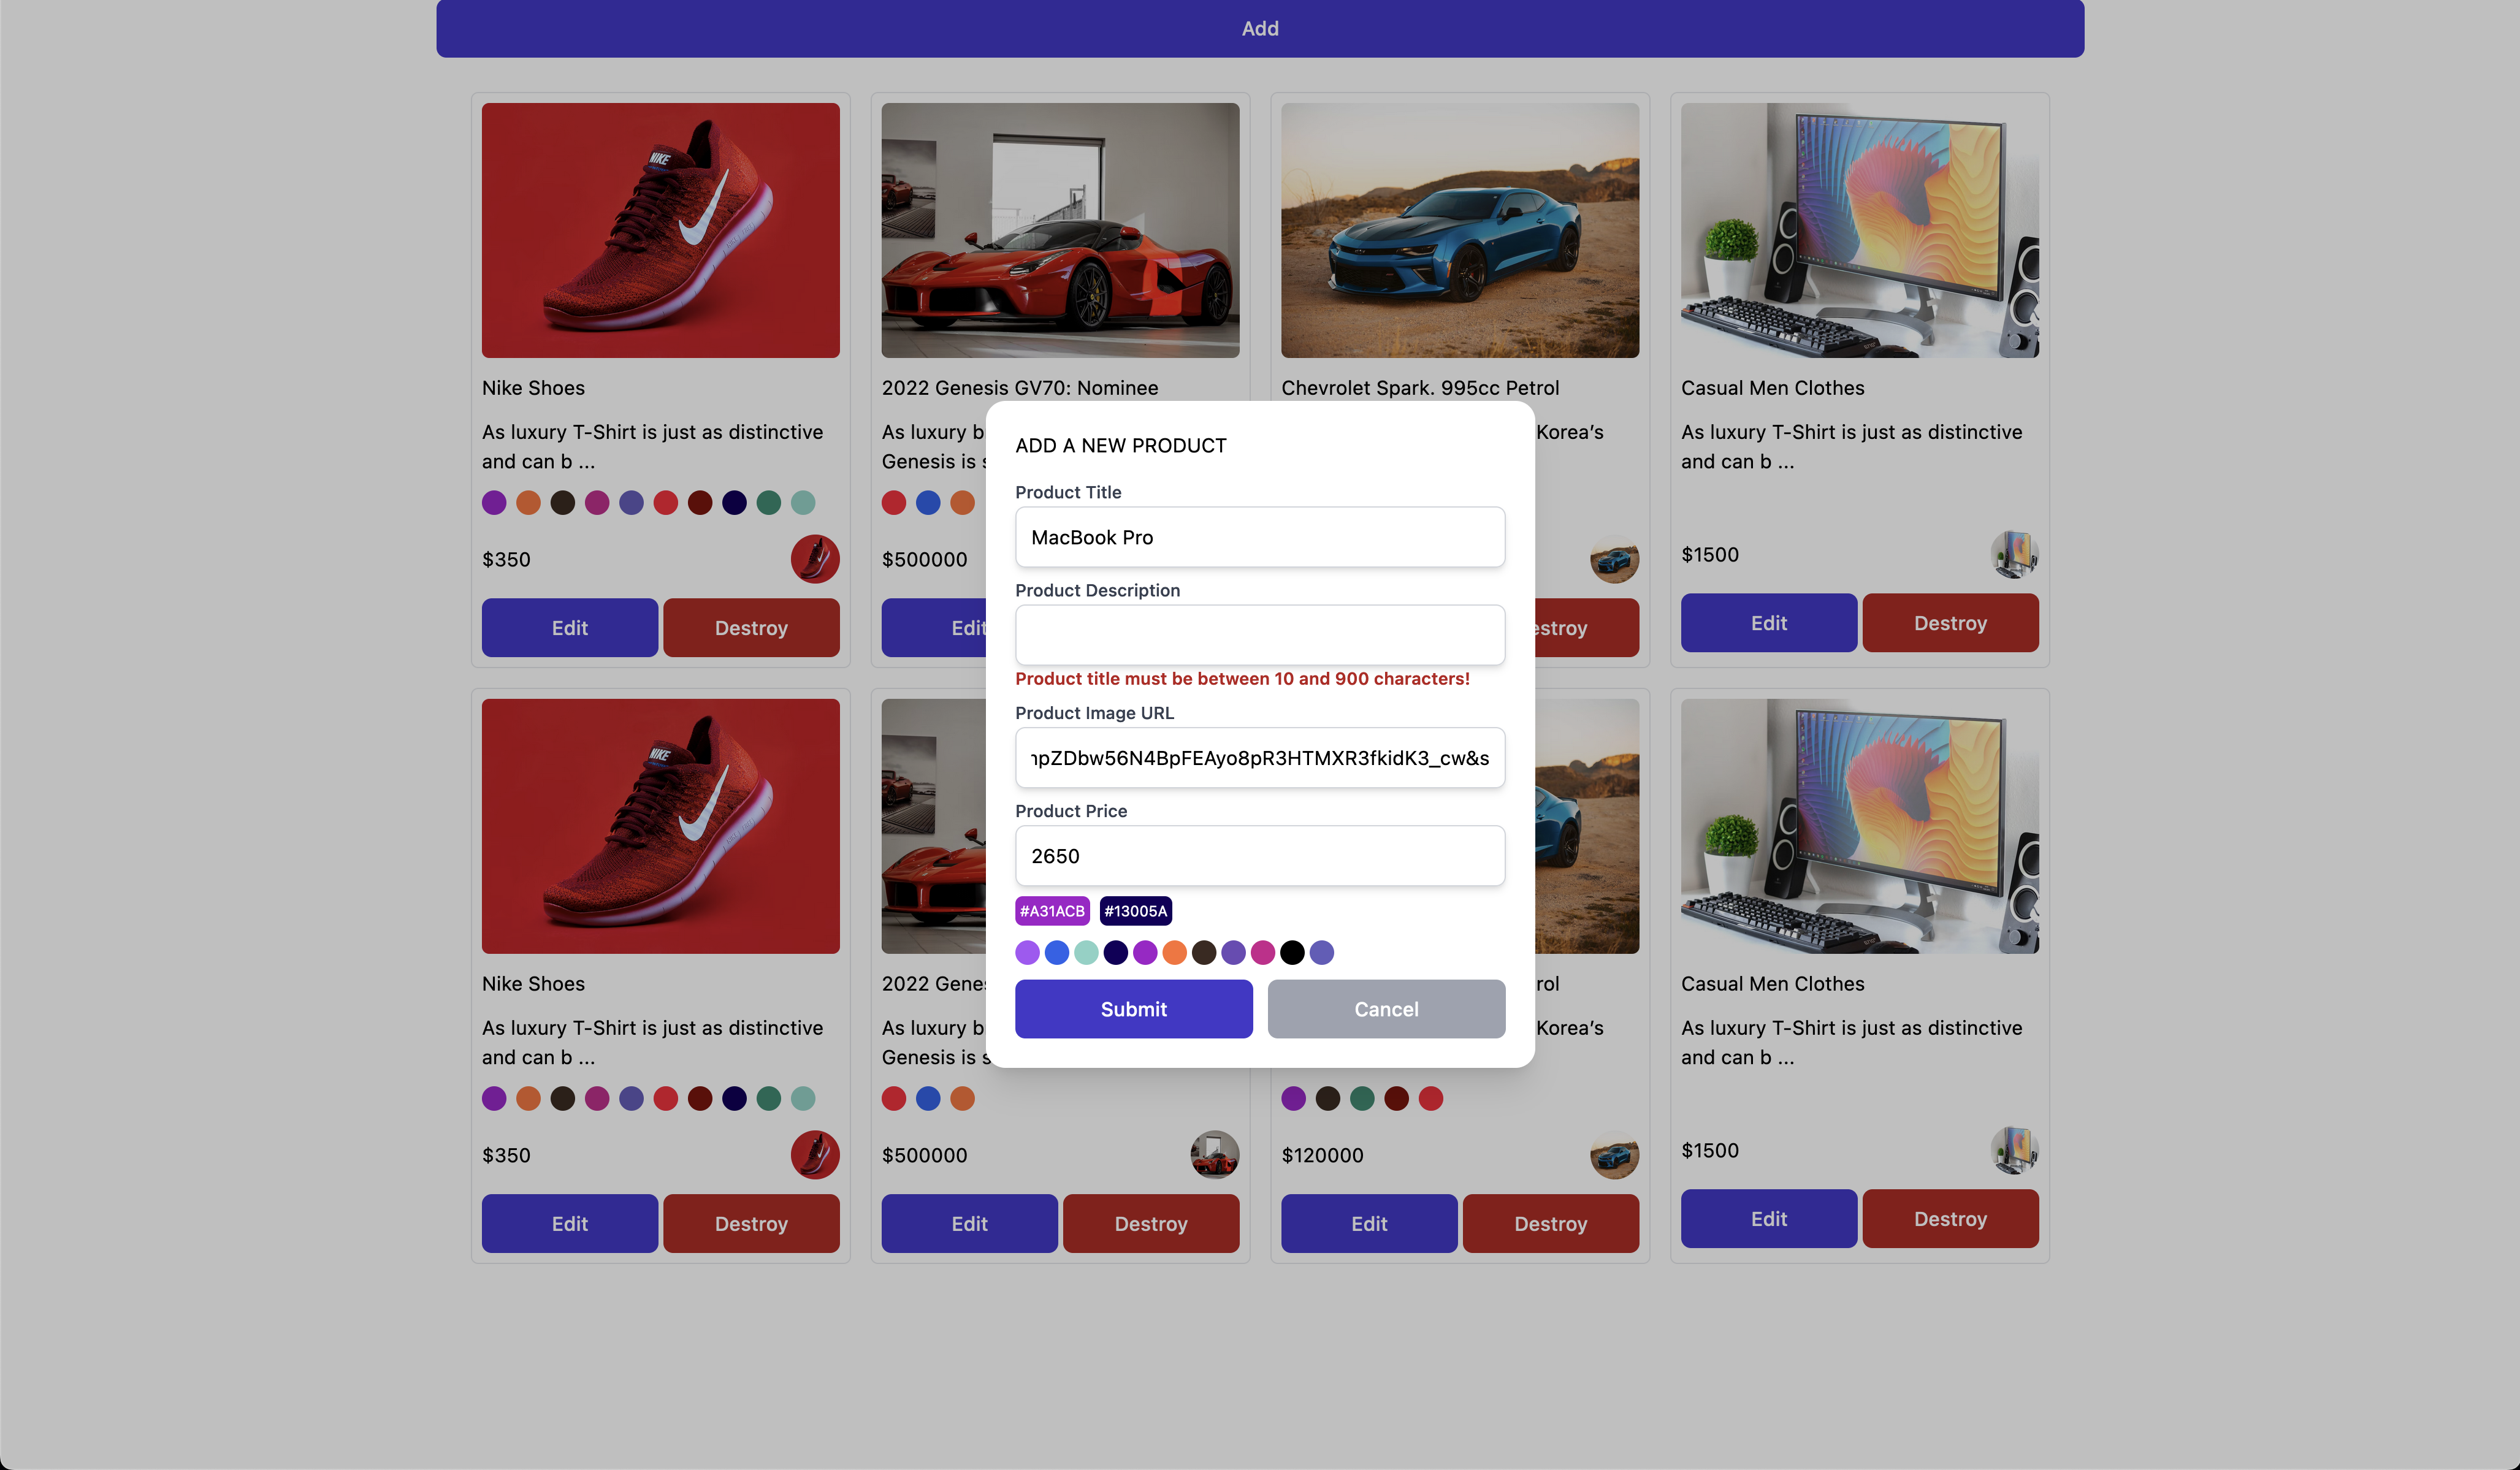 Add
NIKE
Nike Shoes
As luxury T-Shirt is just as distinctive
and can b ...
$350
Edit
Destroy
2022 Genesis GV70: Nominee
As luxury b
Genesis is s
$500000
Edit
Chevrolet Spark. 995cc Petrol
Korea’s
estroy
Casual Men Clothes
As luxury T-Shirt is just as distinctive
and can b ...
$1500
Edit
Destroy
ADD A NEW PRODUCT
Product Title
MacBook Pro
Product Description
Product title must be between 10 and 900 characters!
Product Image URL
npZDbw56N4BpFEAyo8pR3HTMXR3fkidK3_cw&s
Product Price
2650
#A31ACB
#13005A
Submit
Cancel
NIKE
Nike Shoes
As luxury T-Shirt is just as distinctive
and can b ...
$350
Edit
Destroy
2022 Genes
As luxury b
Genesis is s
$500000
Edit
Destroy
rol
Korea’s
$120000
Edit
Destroy
Casual Men Clothes
As luxury T-Shirt is just as distinctive
and can b ...
$1500
Edit
Destroy